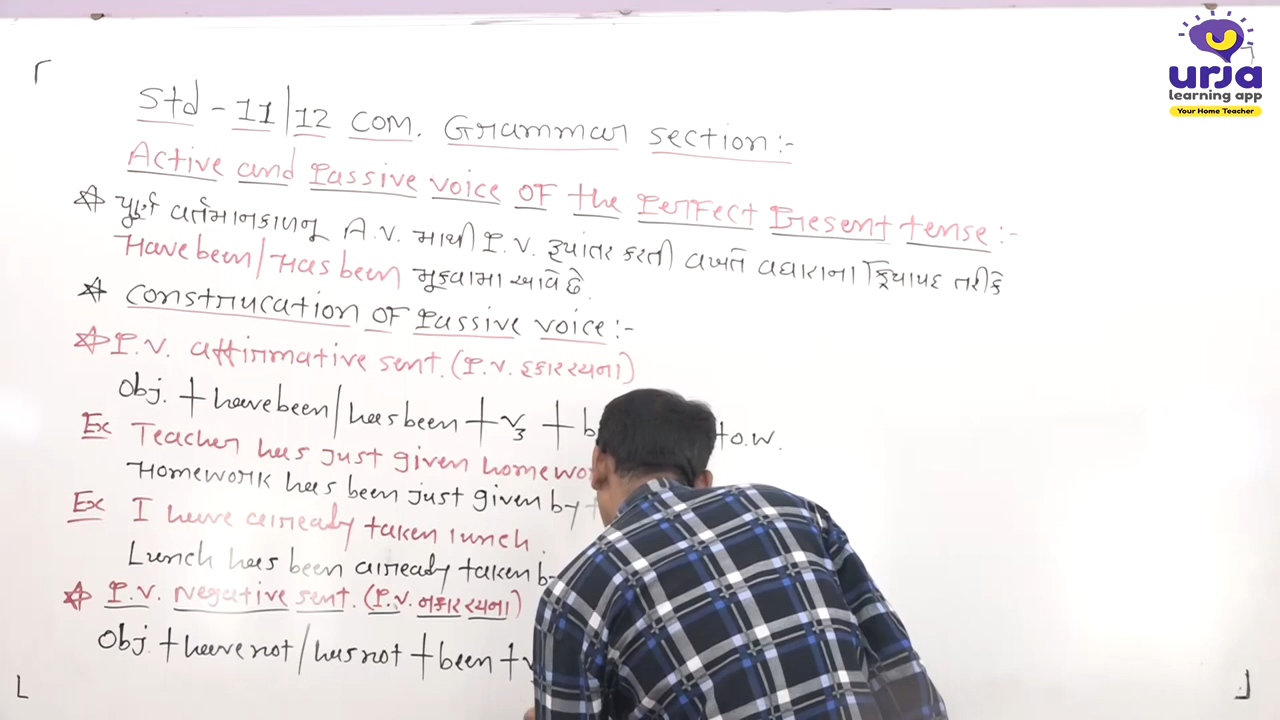 urja
learning app
Your Home Teacher
Std - 11 | 12 com. Grammar section :-
Active and Passive voice of the Perfect Present tense :-
☆ પૂર્ણ વર્તમાનકાળનૂ A.V. માથી P.V. રૂપાંતર કરતી વખતે વધારાના ક્રિયાપદ તરીકે
Have been / Has been મૂકવામા આવે છે.
☆ Construcation of Passive voice :-
☆ P.V. affirmative sent. (P.V. હકાર રચના)
Obj. + have been / has been + V3 + o.w.
Ex Teacher has just given
Homework has been just given by
Ex I have already taken lunch.
Lunch has been already taken
☆ P.V. Negative sent. (P.V. નકાર રચના)
Obj. + have not / has not + been +